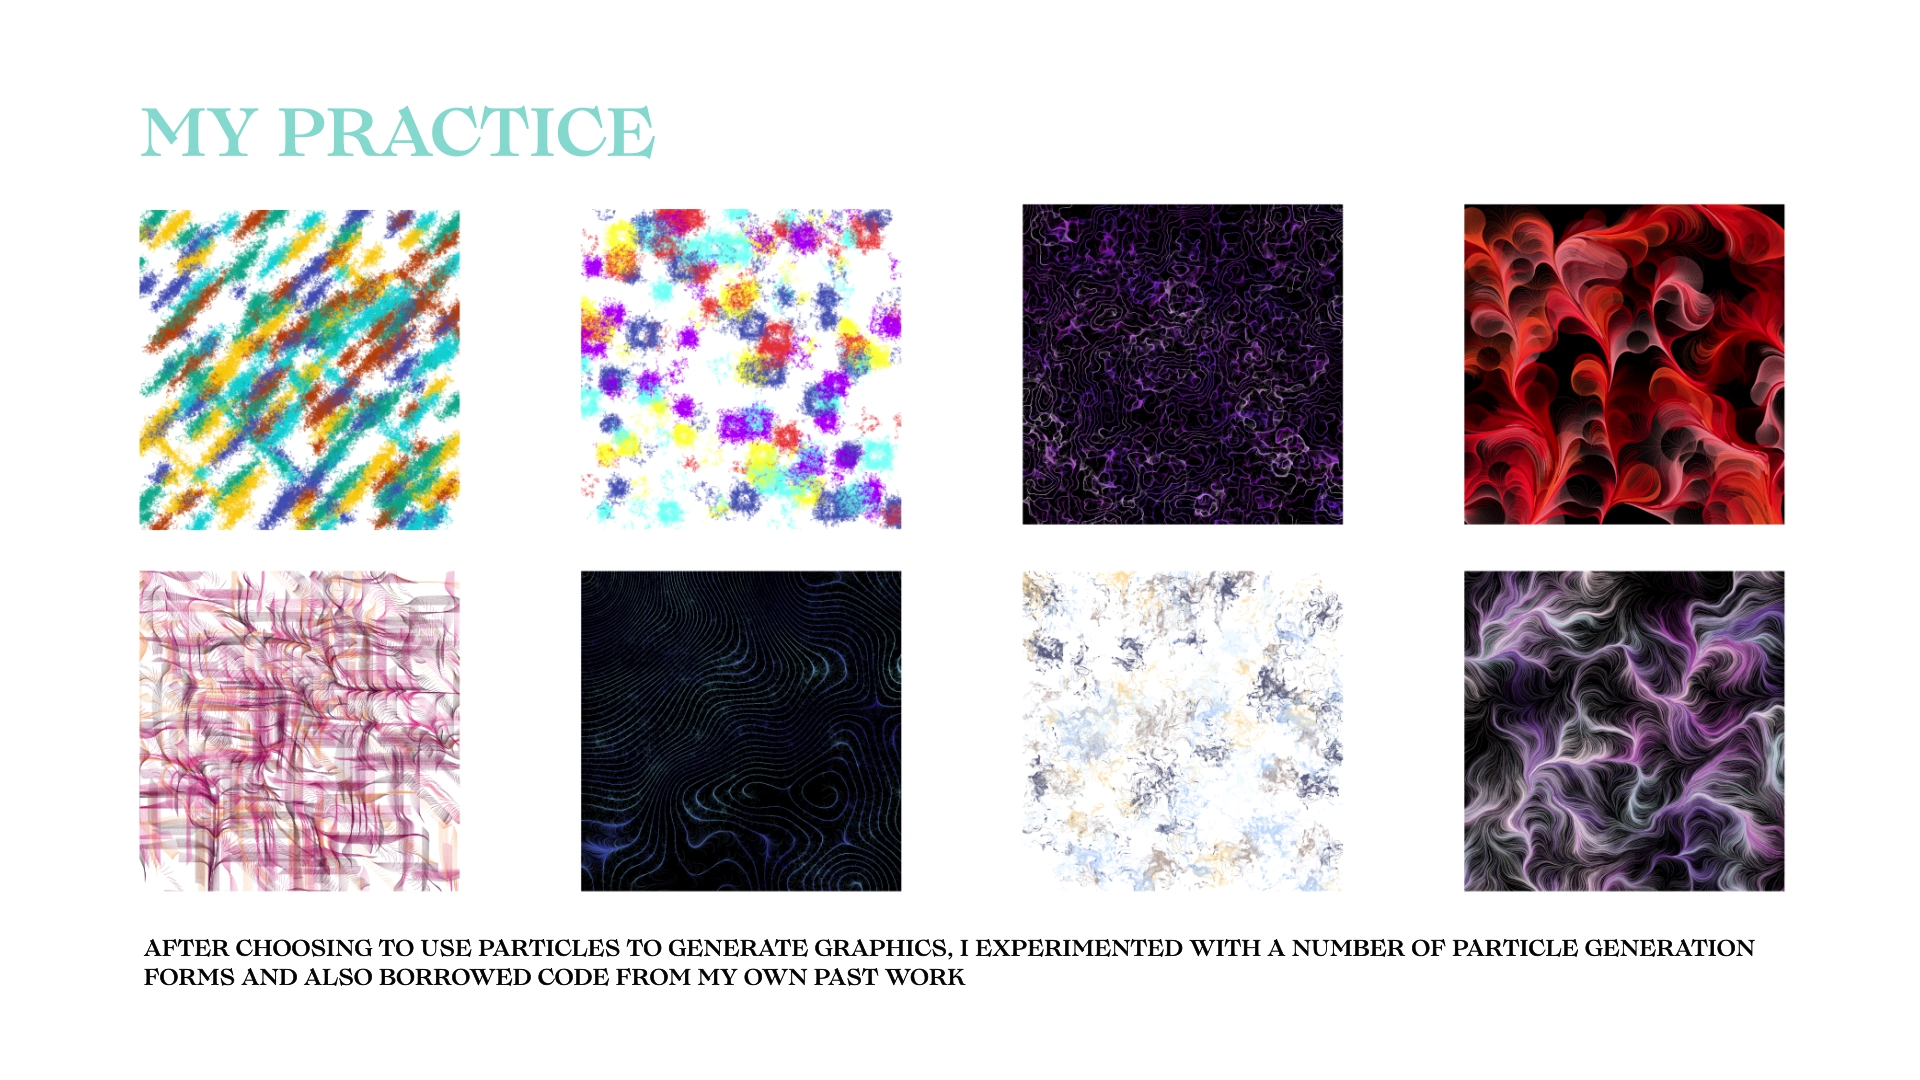 MY PRACTICE
AFTER CHOOSING TO USE PARTICLES TO GENERATE GRAPHICS, I EXPERIMENTED WITH A NUMBER OF PARTICLE GENERATION
FORMS AND ALSO BORROWED CODE FROM MY OWN PAST WORK